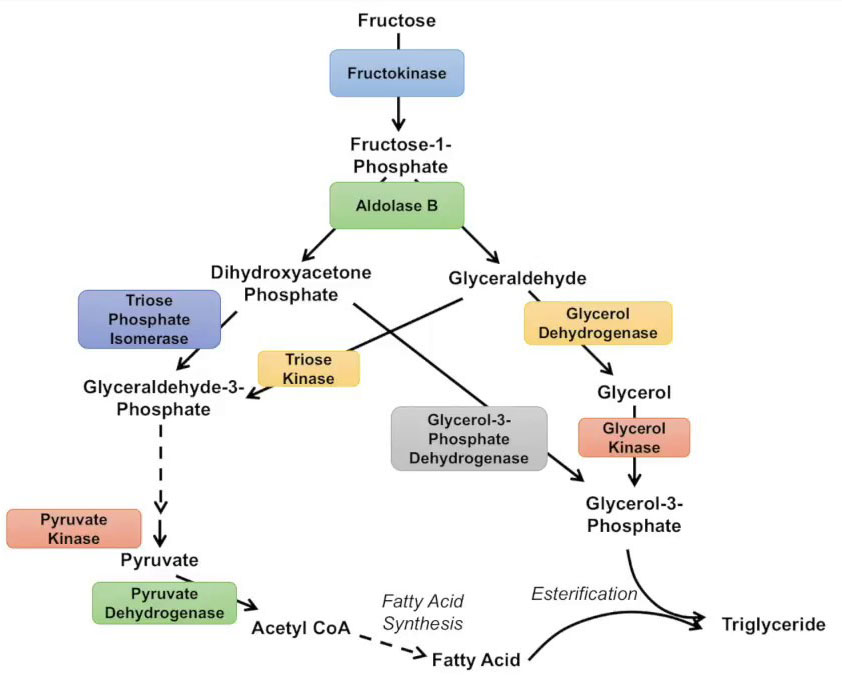 Fructose
Fructokinase
Fructose-1-
Phosphate
Aldolase B
Dihydroxyacetone
Phosphate
Glyceraldehyde
Triose
Phosphate
Isomerase
Glycerol
Dehydrogenase
Triose
Kinase
Glyceraldehyde-3-
Phosphate
Glycerol
Glycerol-3-
Phosphate
Dehydrogenase
Glycerol
Kinase
Glycerol-3-
Phosphate
Pyruvate
Kinase
Pyruvate
Pyruvate
Dehydrogenase
Acetyl CoA
Fatty Acid
Synthesis
Esterification
Fatty Acid
Triglyceride